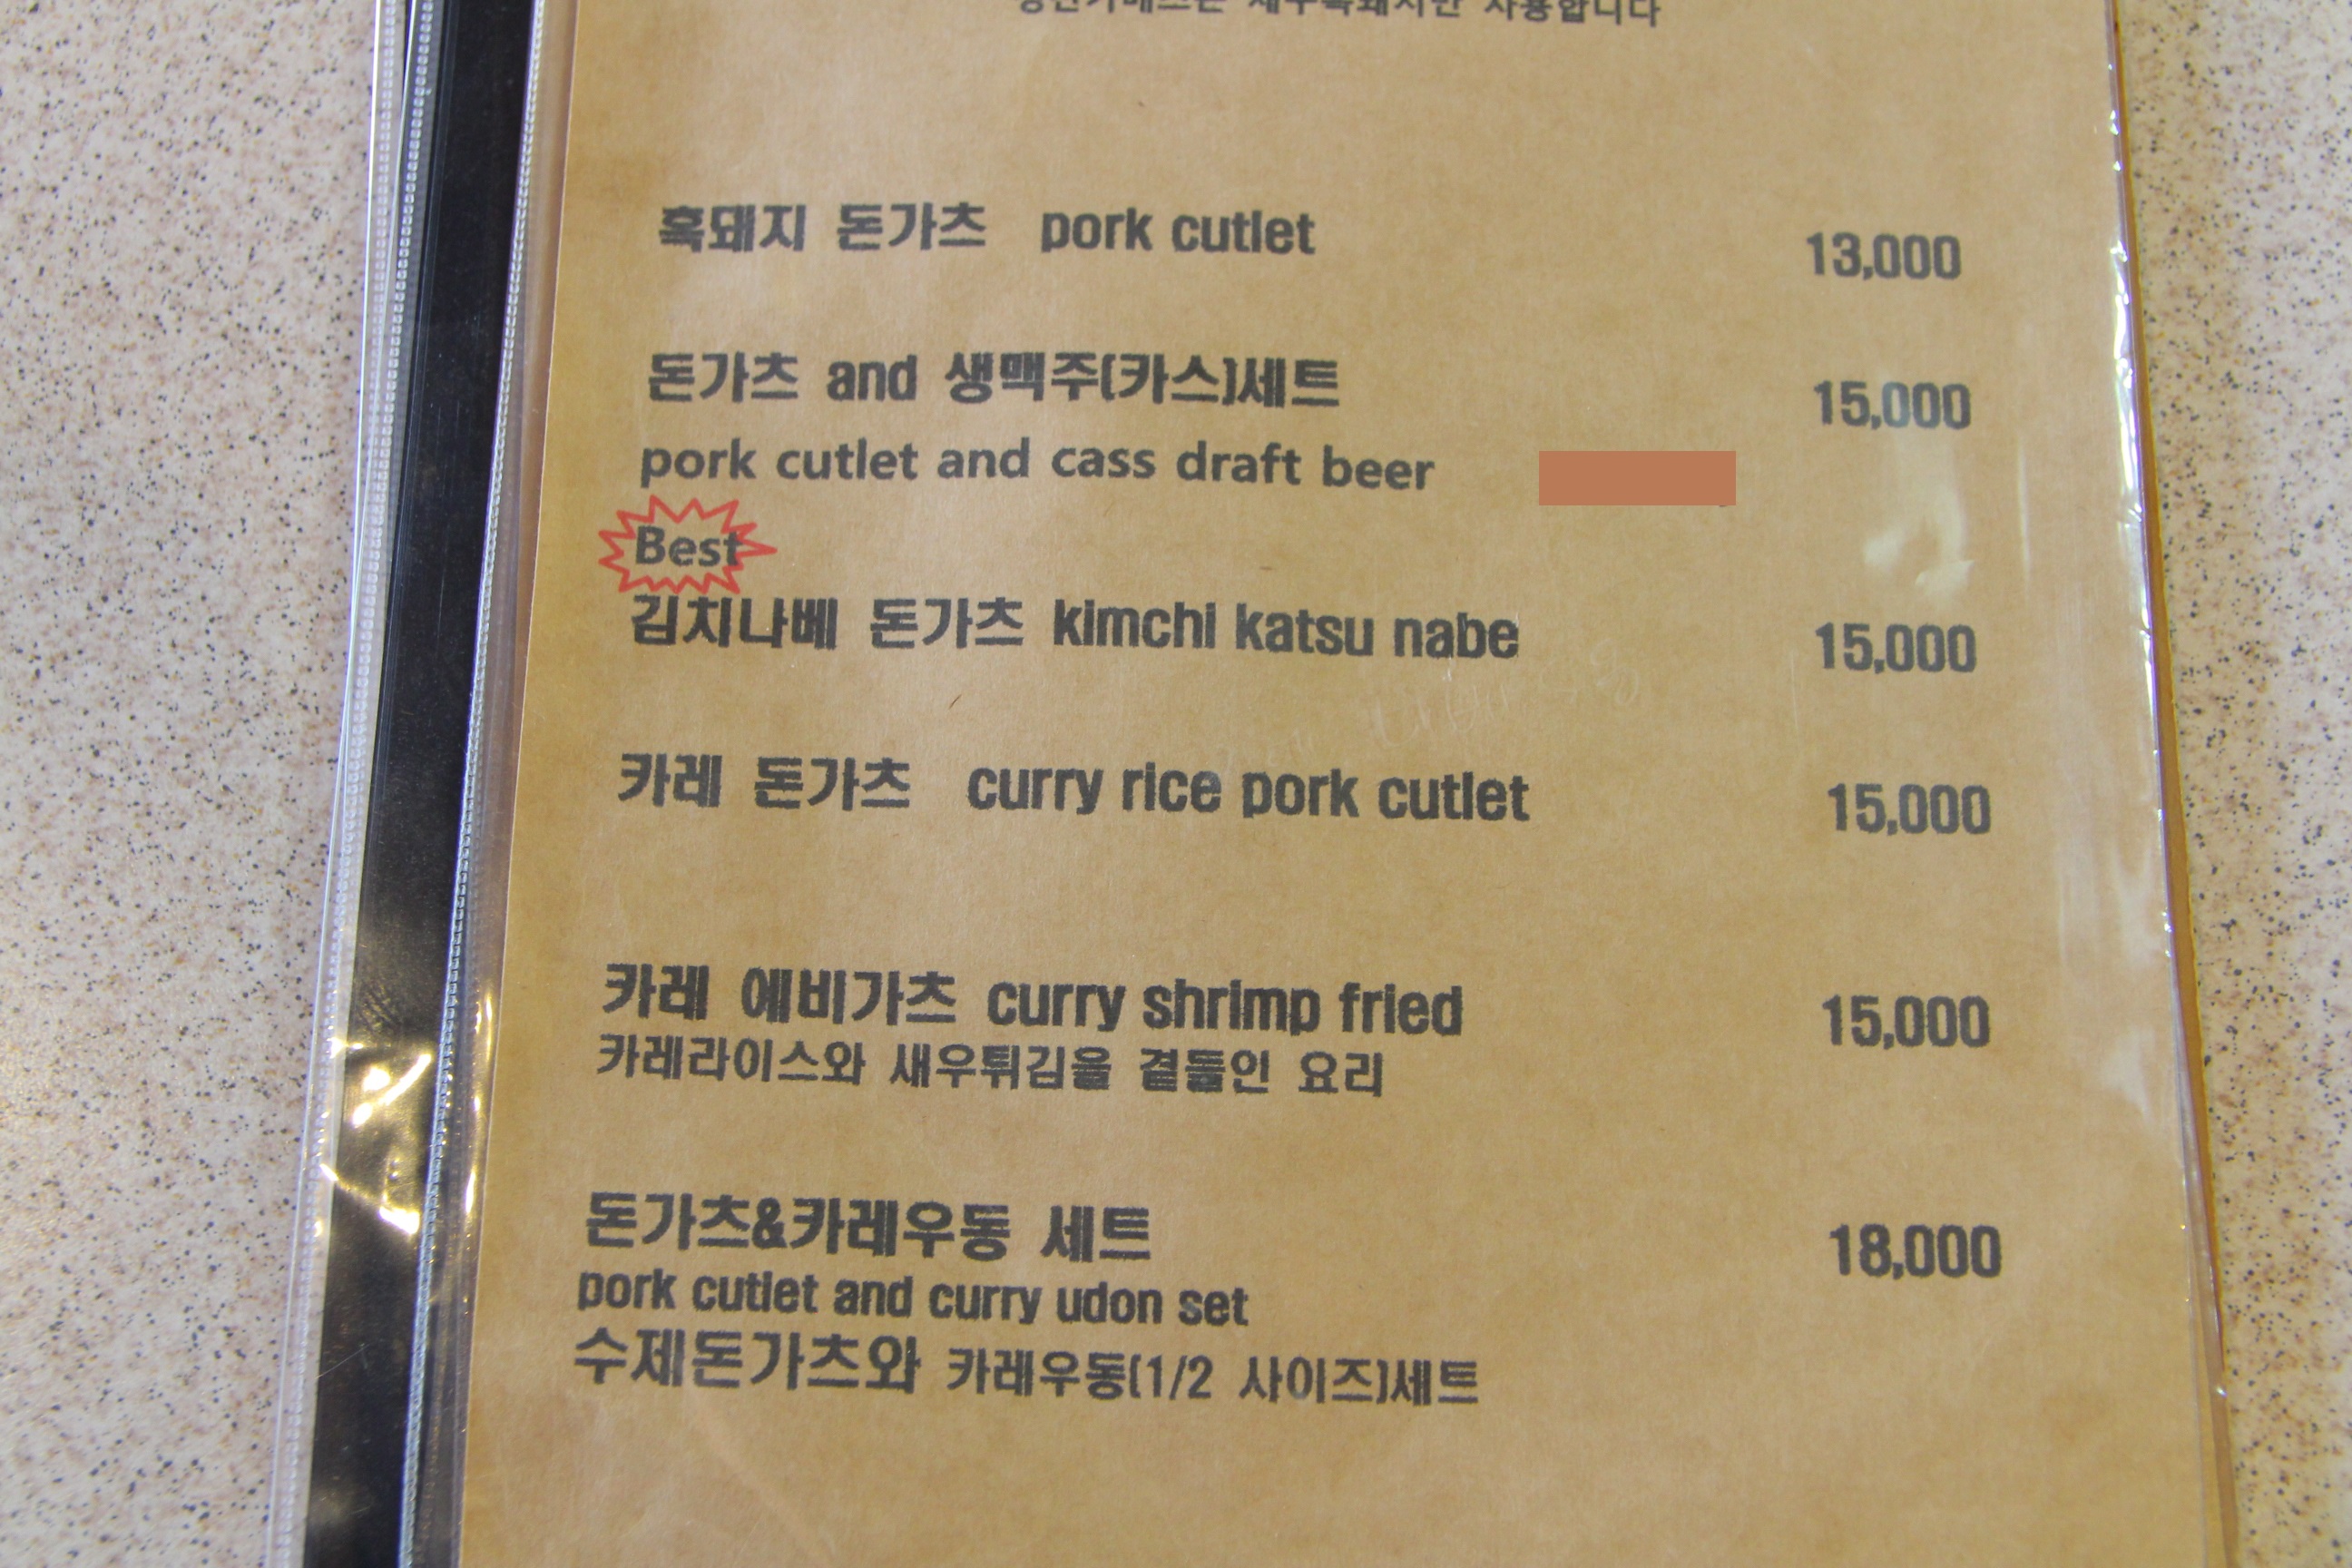 사용합니다
흑돼지 돈가츠 pork cutlet 13,000
돈가츠 and 생맥주(카스)세트 15,000
pork cutlet and cass draft beer
Best
김치나베 돈가츠 kimchi katsu nabe 15,000
카레 돈가츠 curry rice pork cutlet 15,000
카레 에비가츠 curry shrimp fried 15,000
카레라이스와 새우튀김을 곁들인 요리
돈가츠&카레우동 세트 18,000
pork cutlet and curry udon set
수제돈가츠와 카레우동(1/2 사이즈)세트